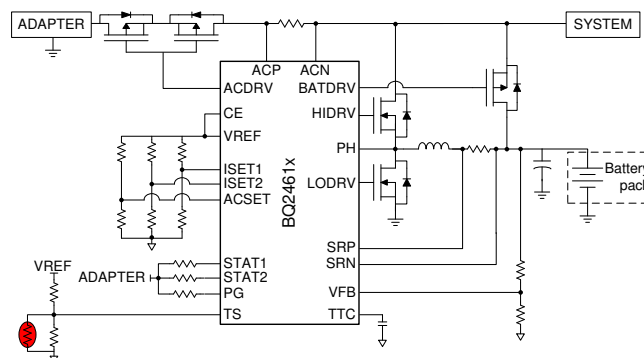 ADAPTER
SYSTEM
ACP
ACN
ACDRV
BATDRV
CE
HIDRV
VREF
PH
ISET1
ISET2
ACSET
LODRV
BQ2461x
Battery
pack
SRP
SRN
STAT1
STAT2
PG
ADAPTER
VREF
VFB
TS
TTC